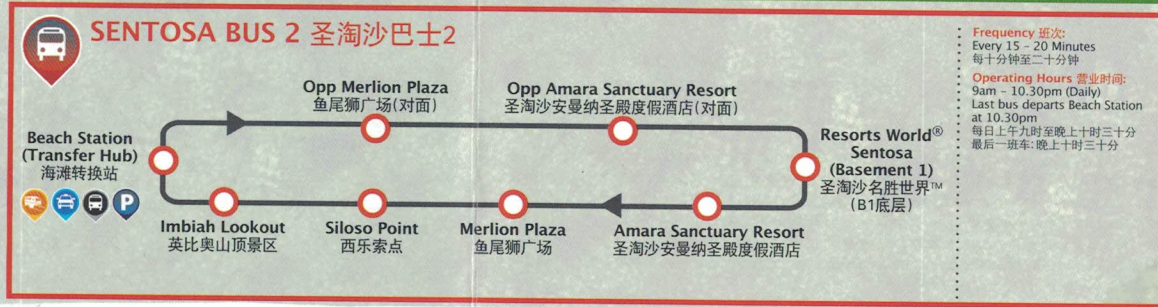 SENTOSA BUS 2 圣淘沙巴士2
Opp Merlion Plaza
鱼尾狮广场(对面)
Opp Amara Sanctuary Resort
圣淘沙安曼纳圣殿度假酒店(对面)
Beach Station
(Transfer Hub)
海滩转换站
P
Resorts World®
Sentosa
(Basement 1)
圣淘沙名胜世界™
(B1底层)
Imbiah Lookout
英比奥山顶景区
Siloso Point
西乐索点
Merlion Plaza
鱼尾狮广场
Amara Sanctuary Resort
圣淘沙安曼纳圣殿度假酒店
Frequency 班次:
Every 15 - 20 Minutes
每十分钟至二十分钟
Operating Hours 营业时间:
9am - 10.30pm (Daily)
Last bus departs Beach Station
at 10.30pm
每日上午九时至晚上十时三十分
最后一班车: 晚上十时三十分